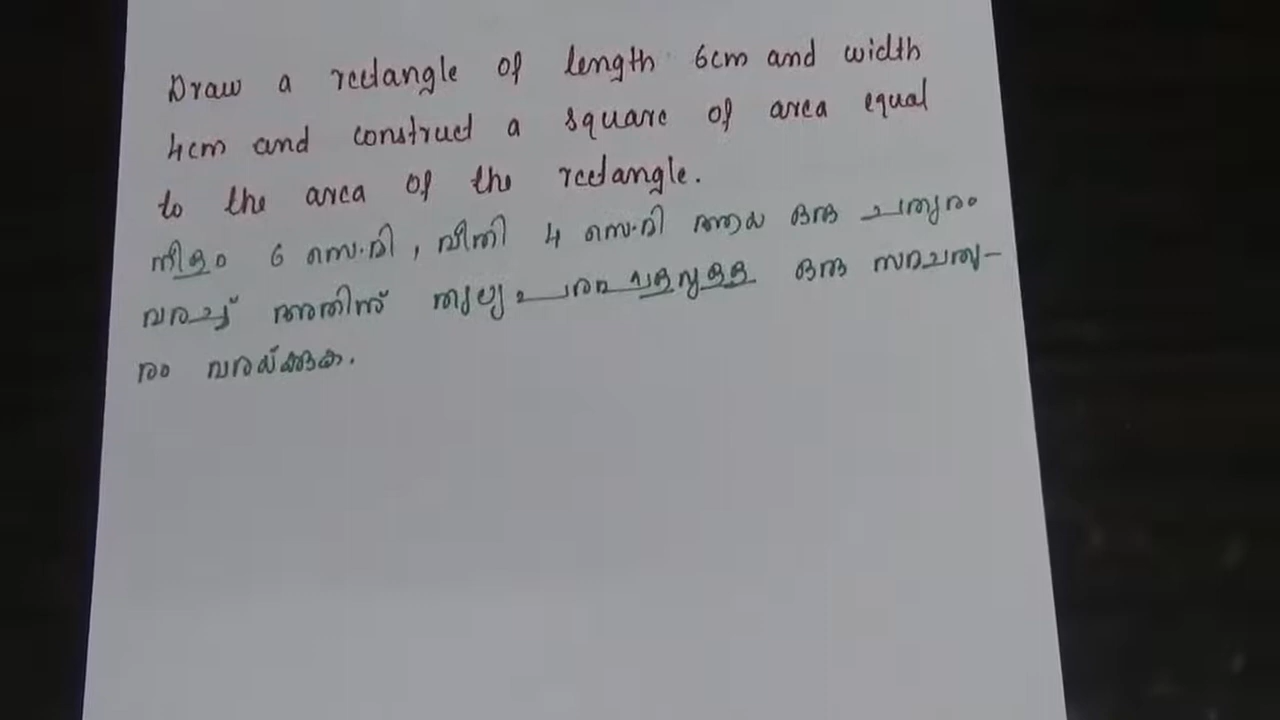 Draw a rectangle of length 6cm and width
4cm and construct a square of area equal
to the area of the rectangle.
നീളം 6 സെ.മീ, വീതി 4 സെ.മീ ആയ ഒരു ചതുരം
വരച്ച് അതിന് തുല്യ പരപ്പളവുള്ള ഒരു സമചതു-
രം വരയ്ക്കുക.